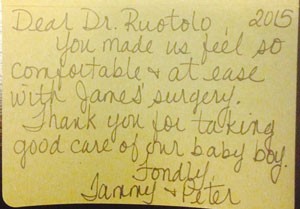 Dear Dr. Ruotolo, 2015
You made us feel so
comfortable & at ease
with James' surgery.
Thank you for taking
good care of our baby boy.
Fondly,
Tammy & Peter